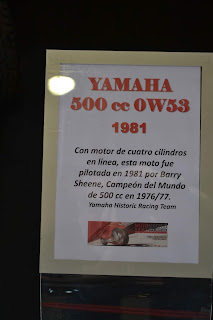 YAMAHA
500 cc OW53
1981
Con motor de cuatro cilindros
en línea, esta moto fue
pilotada en 1981 por Barry
Sheene, Campeón del Mundo
de 500 cc en 1976/77.
Yamaha Historic Racing Team